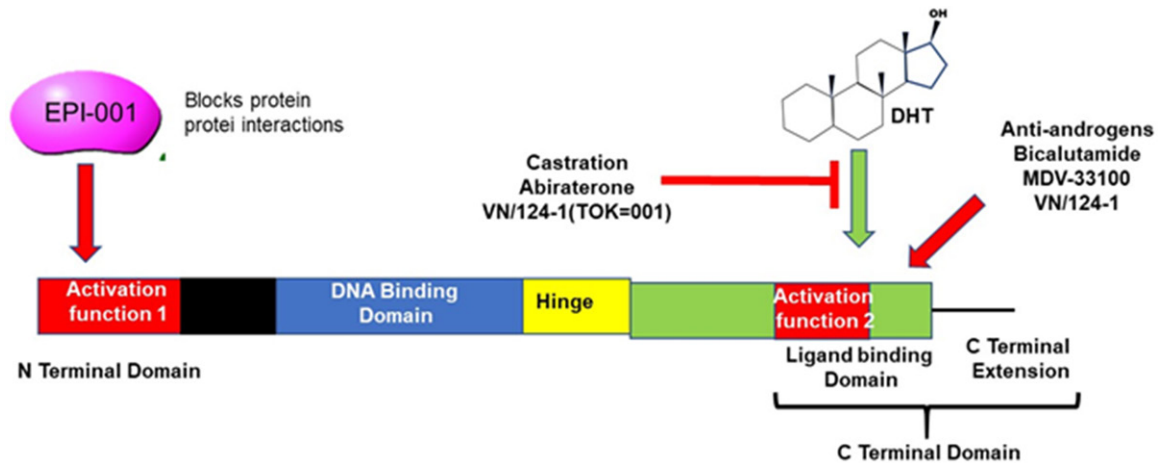 EPI-001
Blocks protein
protei interactions
OH
DHT
Castration
Abiraterone
VN/124-1(TOK=001)
Anti-androgens
Bicalutamide
MDV-33100
VN/124-1
Activation
function 1
DNA Binding
Domain
Hinge
Activation
function 2
N Terminal Domain
Ligand binding
Domain
C Terminal
Extension
C Terminal Domain